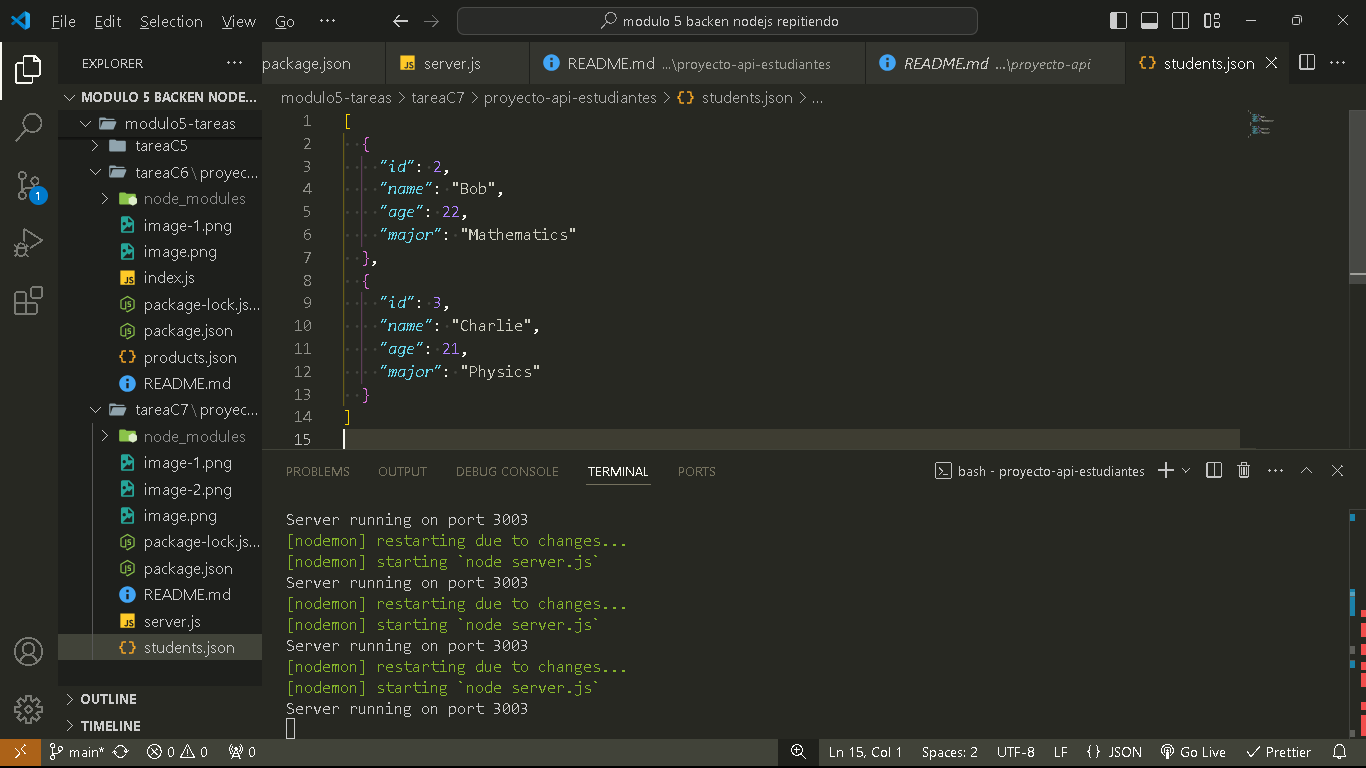 File Edit Selection View Go ··· modulo 5 backen nodejs repitiendo
EXPLORER ···
package.json server.js README.md ...\proyecto-api-estudiantes README.md ...\proyecto-api students.json ···
MODULO 5 BACKEN NODE...
modulo5-tareas
tareaC5
tareaC6 \ proyec...
node_modules
image-1.png
image.png
index.js
package-lock.js...
package.json
products.json
README.md
tareaC7 \ proyec...
node_modules
image-1.png
image-2.png
image.png
package-lock.js...
package.json
README.md
server.js
students.json
OUTLINE
TIMELINE
modulo5-tareas > tareaC7 > proyecto-api-estudiantes > {} students.json > ...
1 [
2 {
3 "id": 2,
4 "name": "Bob",
5 "age": 22,
6 "major": "Mathematics"
7 },
8 {
9 "id": 3,
10 "name": "Charlie",
11 "age": 21,
12 "major": "Physics"
13 }
14 ]
15
PROBLEMS OUTPUT DEBUG CONSOLE TERMINAL PORTS bash - proyecto-api-estudiantes ···
Server running on port 3003
[nodemon] restarting due to changes...
[nodemon] starting `node server.js`
Server running on port 3003
[nodemon] restarting due to changes...
[nodemon] starting `node server.js`
Server running on port 3003
[nodemon] restarting due to changes...
[nodemon] starting `node server.js`
Server running on port 3003
1
main* 0 0 0 Ln 15, Col 1 Spaces: 2 UTF-8 LF {} JSON Go Live Prettier